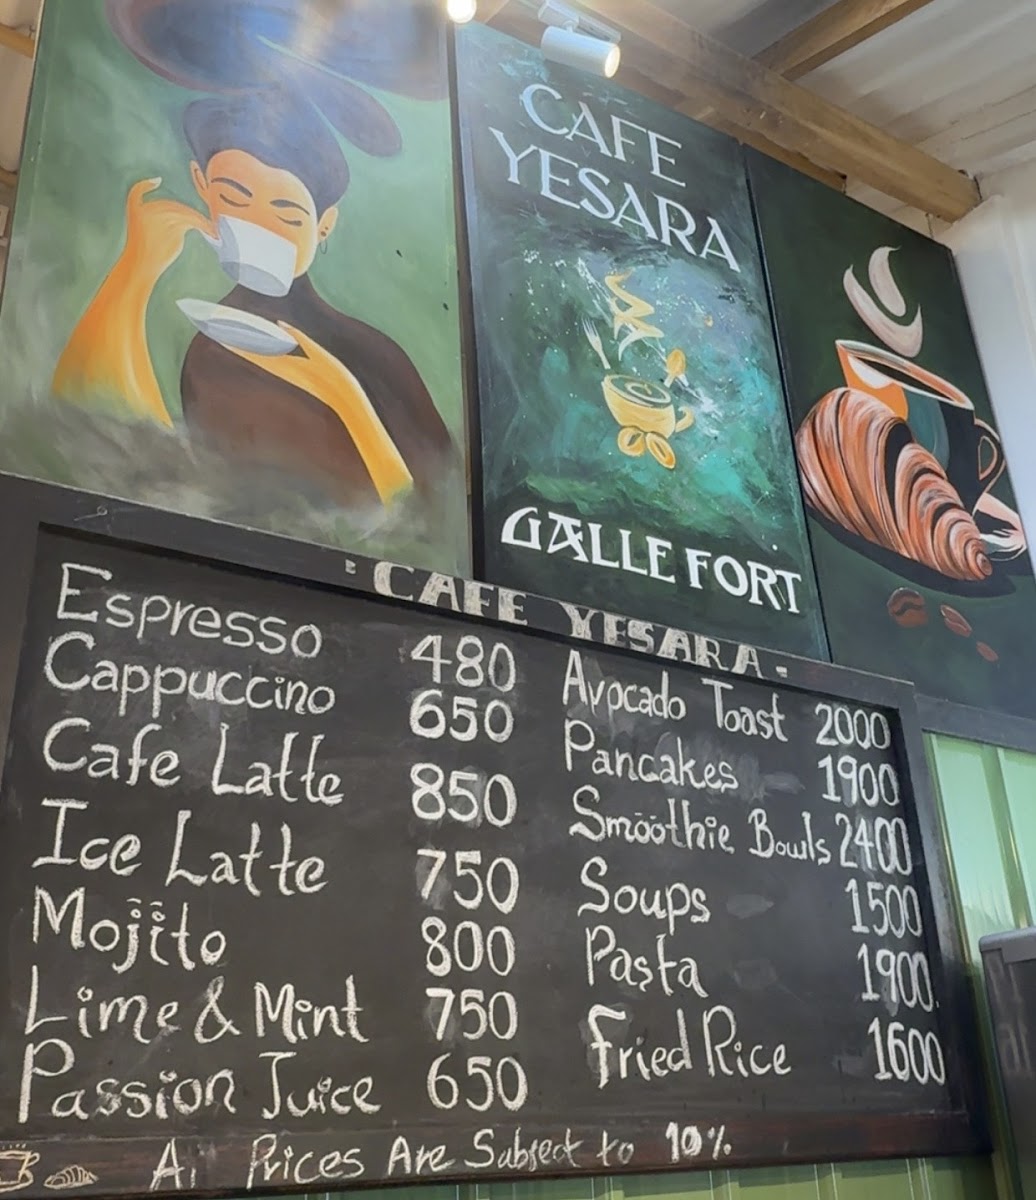 CAFE
YESARA
GALLE FORT
CAFE YESARA-
Espresso 480
Cappuccino 650
Cafe Latte 850
Ice Latte 750
Mojito 800
Lime & Mint 750
Passion Juice 650
Avocado Toast 2000
Pancakes 1900
Smoothie Bowls 2400
Soups 1500
Pasta 1900
Fried Rice 1600
Prices Are Subject to 10%